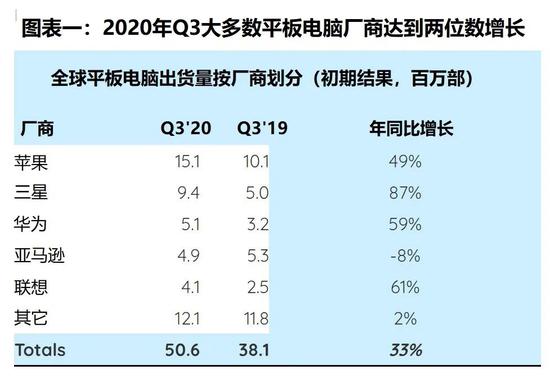 图表一：2020年Q3大多数平板电脑厂商达到两位数增长
全球平板电脑出货量按厂商划分（初期结果，百万部）
厂商 Q3'20 Q3'19 年同比增长
苹果 15.1 10.1 49%
三星 9.4 5.0 87%
华为 5.1 3.2 59%
亚马逊 4.9 5.3 -8%
联想 4.1 2.5 61%
其它 12.1 11.8 2%
Totals 50.6 38.1 33%